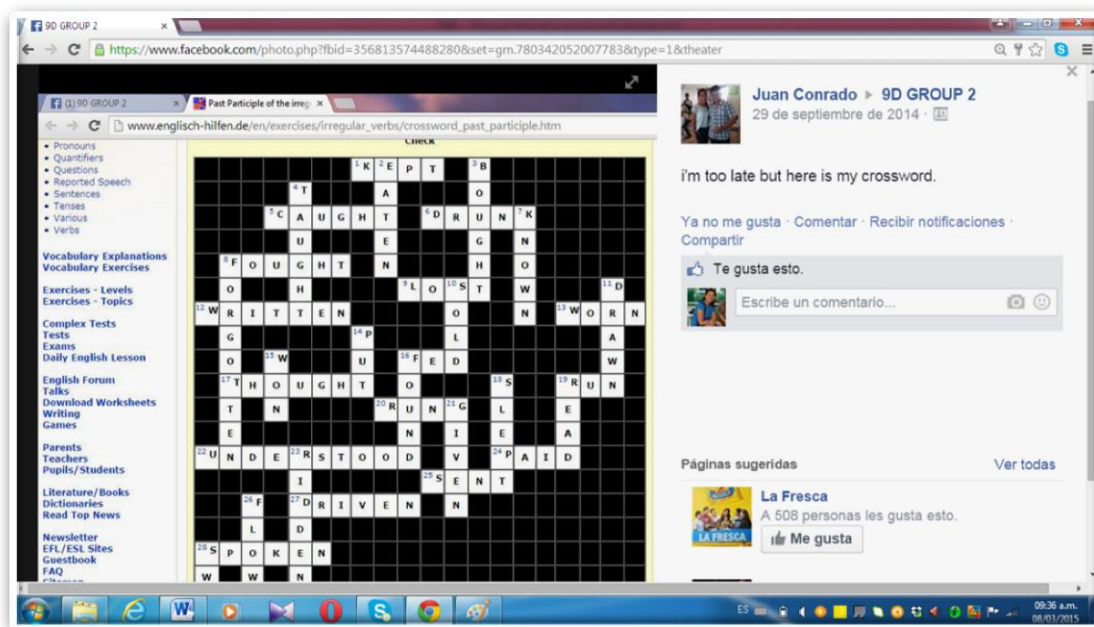 9D GROUP 2
https://www.facebook.com/photo.php?fbid=356813574488280&set=gm.780342052007783&type=1&theater
(1) 9D GROUP 2
Past Participle of the irreg
www.englisch-hilfen.de/en/exercises/irregular_verbs/crossword_past_participle.htm
Pronouns
Quantifiers
Questions
Reported Speech
Sentences
Tenses
Various
Verbs
Vocabulary Explanations
Vocabulary Exercises
Exercises - Levels
Exercises - Topics
Complex Tests
Tests
Exams
Daily English Lesson
English Forum
Talks
Download Worksheets
Writing
Games
Parents
Teachers
Pupils/Students
Literature/Books
Dictionaries
Read Top News
Newsletter
EFL/ESL Sites
Guestbook
FAQ
Check
1 K 2 E P T 3 B
4 T A O
5 C A U G H T 6 D R U N 7 K
U E G N
8 F O U G H T N H O
O H 9 L O 10 S T W 11 D
12 W R I T T E N O N 13 W O R N
G 14 P L A
O 15 W U 16 F E D W
17 T H O U G H T O 18 S 19 R U N
T N 20 R U N 21 G L E
E N I E A
22 U N D E 23 R S T O O D V 24 P A I D
I 25 S E N T
26 F 27 D R I V E N N
L D
28 S P O K E N
W W N
Juan Conrado ▸ 9D GROUP 2
29 de septiembre de 2014 ·
i'm too late but here is my crossword.
Ya no me gusta · Comentar · Recibir notificaciones ·
Compartir
Te gusta esto.
Escribe un comentario...
Páginas sugeridas Ver todas
La Fresca
A 508 personas les gusta esto.
Me gusta
LA FRESCA
ES
09:36 a.m.
08/03/2015